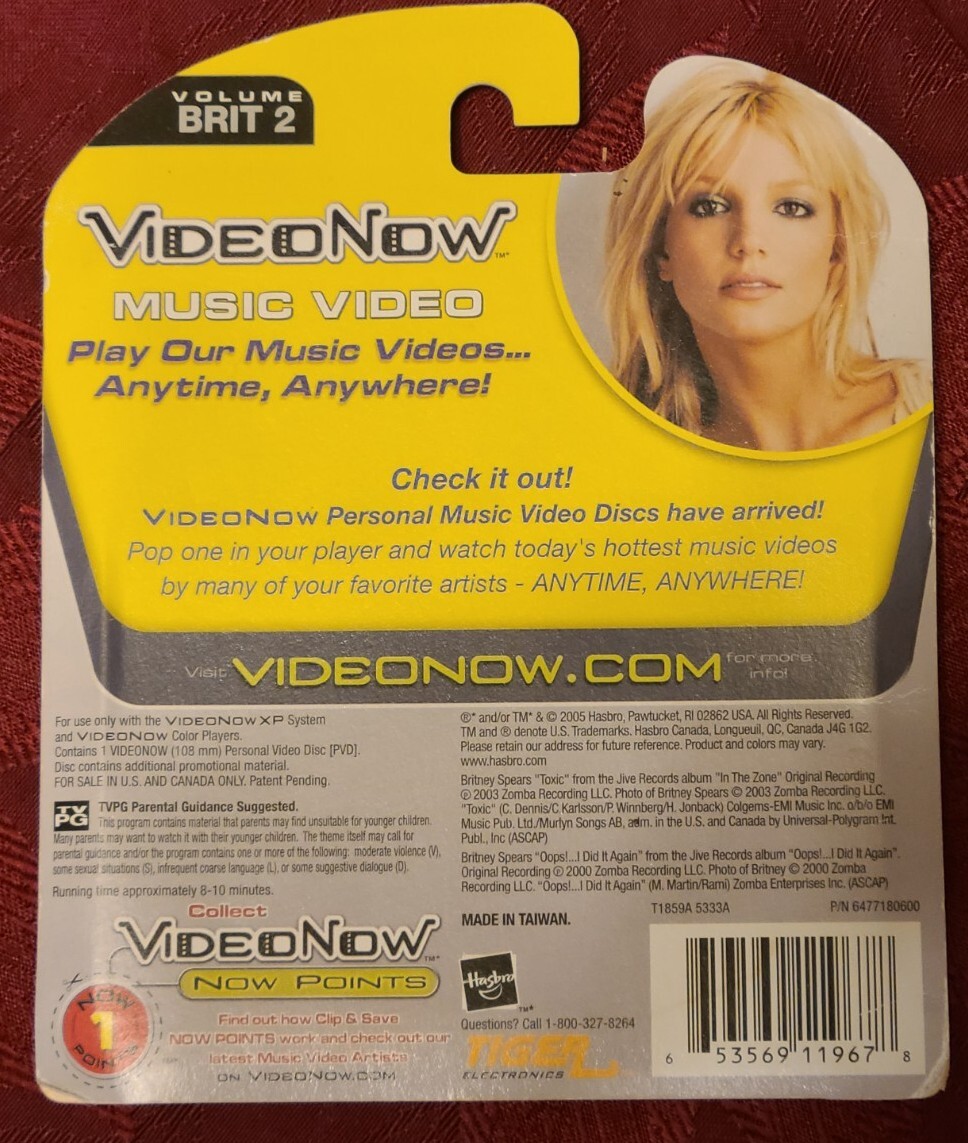 VOLUME
BRIT 2
VIDEONOW™*
MUSIC VIDEO
Play Our Music Videos...
Anytime, Anywhere!
Check it out!
VIDEONOW Personal Music Video Discs have arrived!
Pop one in your player and watch today's hottest music videos
by many of your favorite artists - ANYTIME, ANYWHERE!
Visit VIDEONOW.COM for more
info!
For use only with the VIDEONOW XP System
and VIDEONOW Color Players.
Contains 1 VIDEONOW (108 mm) Personal Video Disc [PVD].
Disc contains additional promotional material.
FOR SALE IN U.S. AND CANADA ONLY. Patent Pending.
TV
PG
TVPG Parental Guidance Suggested.
This program contains material that parents may find unsuitable for younger children.
Many parents may want to watch it with their younger children. The theme itself may call for
parental guidance and/or the program contains one or more of the following: moderate violence (V),
some sexual situations (S), infrequent coarse language (L), or some suggestive dialogue (D).
Running time approximately 8-10 minutes.
Collect
VIDEONOW™*
NOW POINTS
NOW
1
POINTS
Find out how Clip & Save
NOW POINTS work and check out our
latest Music Video Artists
ON VIDEONOW.COM
®* and/or TM* & © 2005 Hasbro, Pawtucket, RI 02862 USA. All Rights Reserved.
TM and ® denote U.S. Trademarks. Hasbro Canada, Longueuil, QC, Canada J4G 1G2.
Please retain our address for future reference. Product and colors may vary.
www.hasbro.com
Britney Spears "Toxic" from the Jive Records album "In The Zone" Original Recording
℗ 2003 Zomba Recording LLC. Photo of Britney Spears © 2003 Zomba Recording LLC.
"Toxic" (C. Dennis/C Karlsson/P. Winnberg/H. Jonback) Colgems-EMI Music Inc. o/b/o EMI
Music Pub. Ltd./Murlyn Songs AB, adm. in the U.S. and Canada by Universal-Polygram Int.
Publ., Inc (ASCAP)
Britney Spears "Oops!...I Did It Again" from the Jive Records album "Oops!...I Did It Again".
Original Recording ℗ 2000 Zomba Recording LLC. Photo of Britney © 2000 Zomba
Recording LLC. "Oops!...I Did It Again" (M. Martin/Rami) Zomba Enterprises Inc. (ASCAP)
T1859A 5333A P/N 6477180600
MADE IN TAIWAN.
Hasbro
™*
Questions? Call 1-800-327-8264
TIGER
ELECTRONICS
6 53569 11967 8